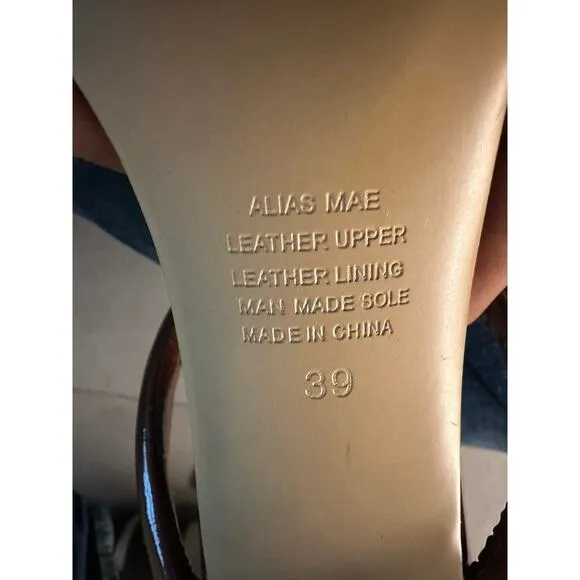 ALIAS MAE
LEATHER UPPER
LEATHER LINING
MAN MADE SOLE
MADE IN CHINA
39